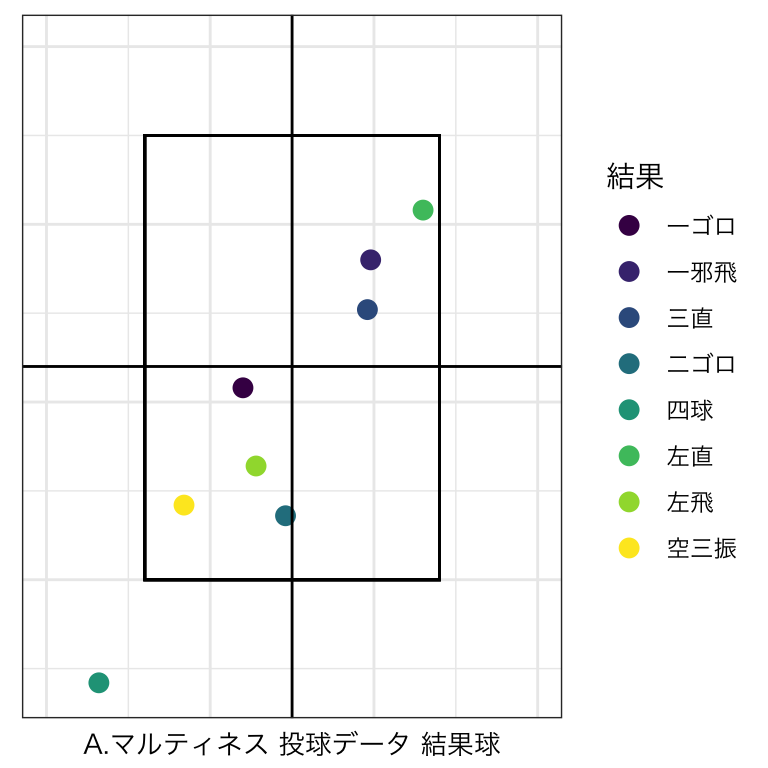 結果
一ゴロ
一邪飛
三直
二ゴロ
四球
左直
左飛
空三振
A.マルティネス 投球データ 結果球